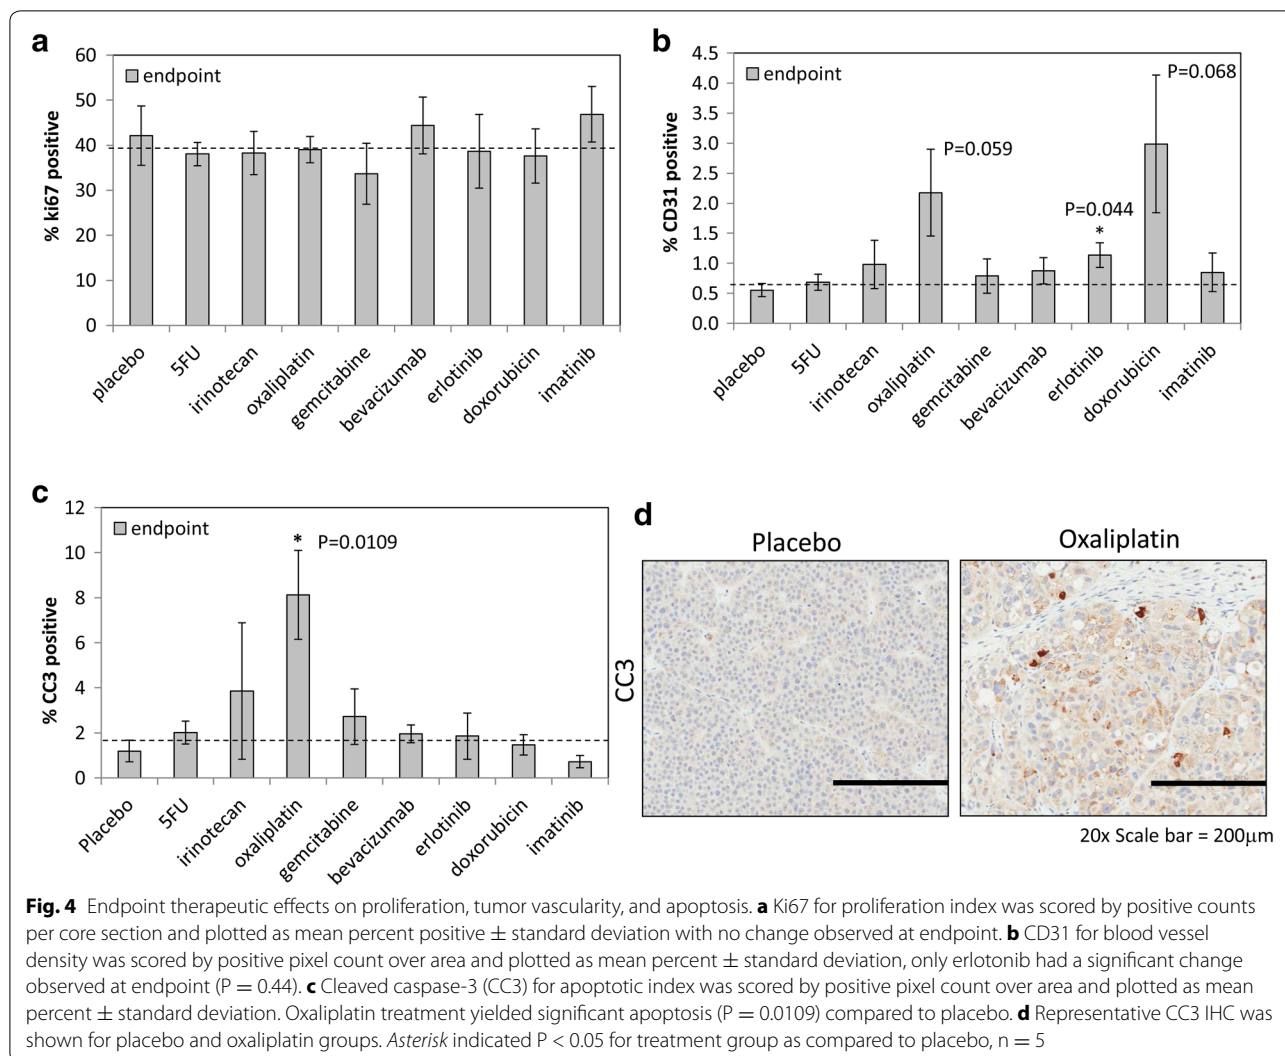 a
60
50
40
30
20
10
0
% ki67 positive
endpoint
placebo
5FU
irinotecan
oxaliplatin
gemcitabine
bevacizumab
erlotinib
doxorubicin
imatinib
b
4.5
4.0
3.5
3.0
2.5
2.0
1.5
1.0
0.5
0.0
% CD31 positive
endpoint
P=0.059
P=0.044
*
P=0.068
placebo
5FU
irinotecan
oxaliplatin
gemcitabine
bevacizumab
erlotinib
doxorubicin
imatinib
c
12
10
8
6
4
2
0
% CC3 positive
endpoint
* P=0.0109
Placebo
5FU
irinotecan
oxaliplatin
gemcitabine
bevacizumab
erlotinib
doxorubicin
imatinib
d
Placebo
Oxaliplatin
CC3
20x Scale bar = 200μm
Fig. 4 Endpoint therapeutic effects on proliferation, tumor vascularity, and apoptosis. a Ki67 for proliferation index was scored by positive counts
per core section and plotted as mean percent positive ± standard deviation with no change observed at endpoint. b CD31 for blood vessel
density was scored by positive pixel count over area and plotted as mean percent ± standard deviation, only erlotonib had a significant change
observed at endpoint (P = 0.44). c Cleaved caspase-3 (CC3) for apoptotic index was scored by positive pixel count over area and plotted as mean
percent ± standard deviation. Oxaliplatin treatment yielded significant apoptosis (P = 0.0109) compared to placebo. d Representative CC3 IHC was
shown for placebo and oxaliplatin groups. Asterisk indicated P < 0.05 for treatment group as compared to placebo, n = 5